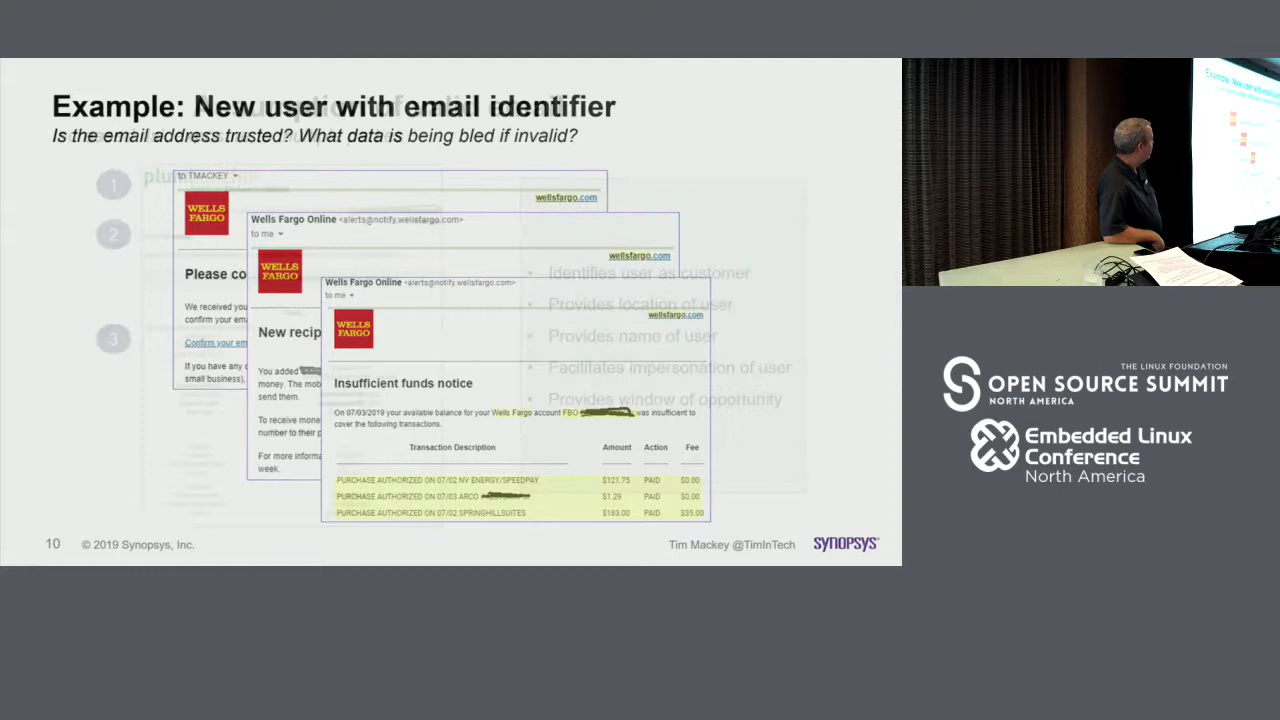 Example: New user with email identifier
Is the email address trusted? What data is being bled if invalid?
1
2
3
to TMACKEY
WELLS
FARGO
wellsfargo.com
Please co
We received you
confirm your ema
Confirm your em
If you have any
small business),
Wells Fargo Online <alerts@notify.wellsfargo.com>
to me
WELLS
FARGO
wellsfargo.com
New recip
You added
money. The mob
send them.
To receive mone
number to their p
For more informa
week.
Wells Fargo Online <alerts@notify.wellsfargo.com>
to me
WELLS
FARGO
wellsfargo.com
Insufficient funds notice
On 07/03/2019 your available balance for your Wells Fargo account FBO was insufficient to
cover the following transactions.
Transaction Description Amount Action Fee
PURCHASE AUTHORIZED ON 07/02 NV ENERGY/SPEEDPAY $121.75 PAID $0.00
PURCHASE AUTHORIZED ON 07/03 ARCO $1.29 PAID $0.00
PURCHASE AUTHORIZED ON 07/02 SPRINGHILLSUITES $183.00 PAID $35.00
• Identifies user as customer
• Provides location of user
• Provides name of user
• Facilitates impersonation of user
• Provides window of opportunity
10 © 2019 Synopsys, Inc.
Tim Mackey @TimInTech SYNOPSYS
THE LINUX FOUNDATION
OPEN SOURCE SUMMIT
NORTH AMERICA
Embedded Linux
Conference
North America